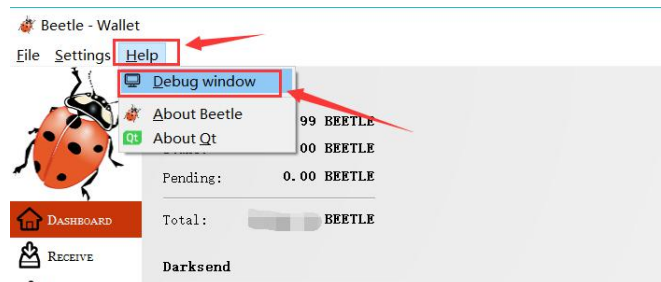 Beetle - Wallet
File Settings Help
Debug window
About Beetle
99 BEETLE
About Qt
00 BEETLE
Pending: 0.00 BEETLE
DASHBOARD
Total: BEETLE
RECEIVE
Darksend